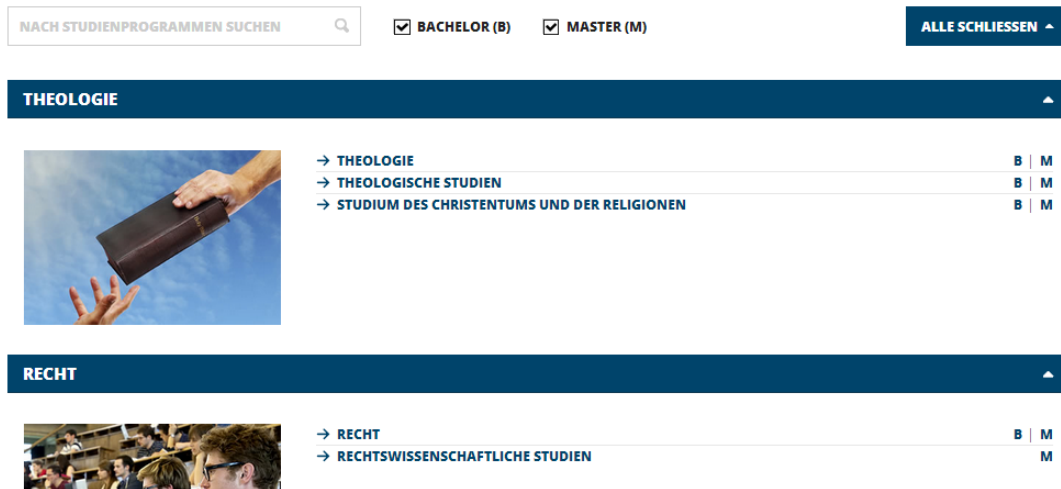 NACH STUDIENPROGRAMMEN SUCHEN
BACHELOR (B)
MASTER (M)
ALLE SCHLIESSEN
THEOLOGIE
THEOLOGIE B | M
THEOLOGISCHE STUDIEN B | M
STUDIUM DES CHRISTENTUMS UND DER RELIGIONEN B | M
RECHT
RECHT B | M
RECHTSWISSENSCHAFTLICHE STUDIEN M